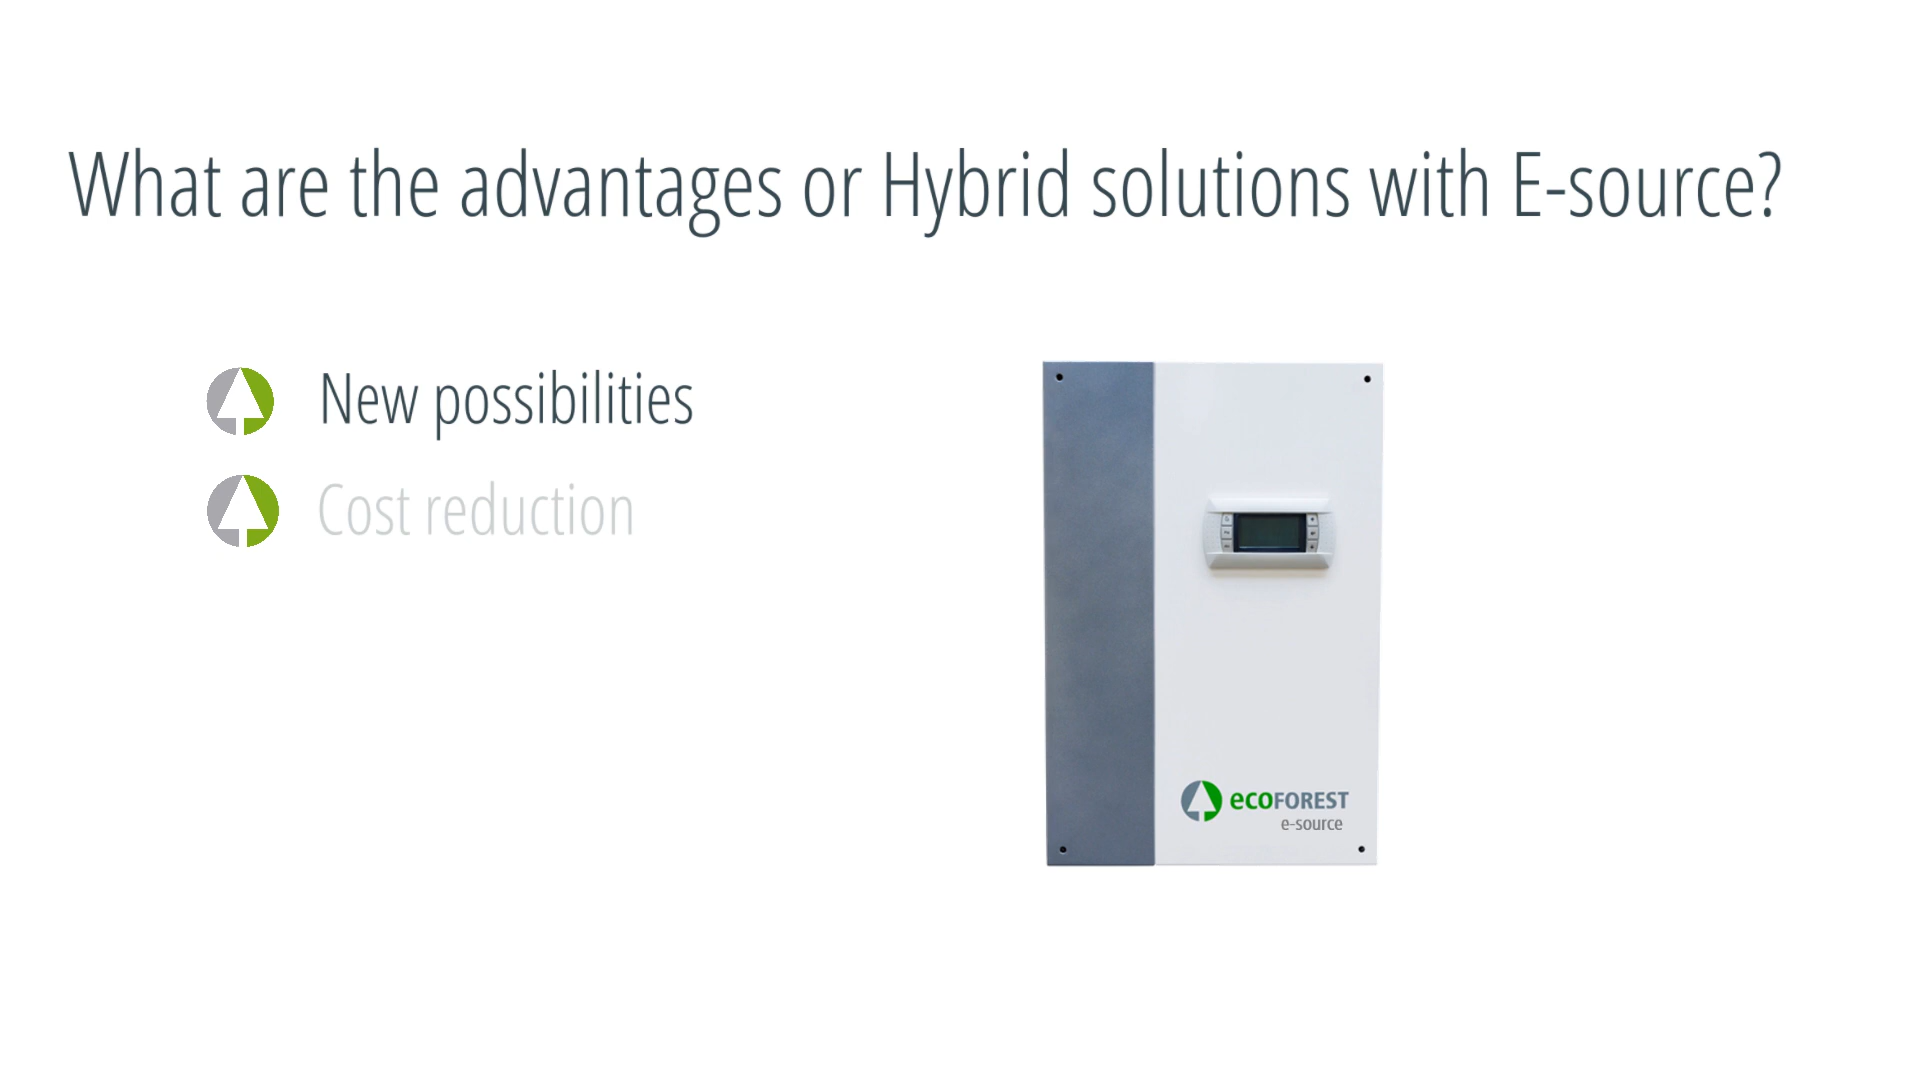 What are the advantages or Hybrid solutions with E-source?
New possibilities
Cost reduction
ecoFOREST
e-source